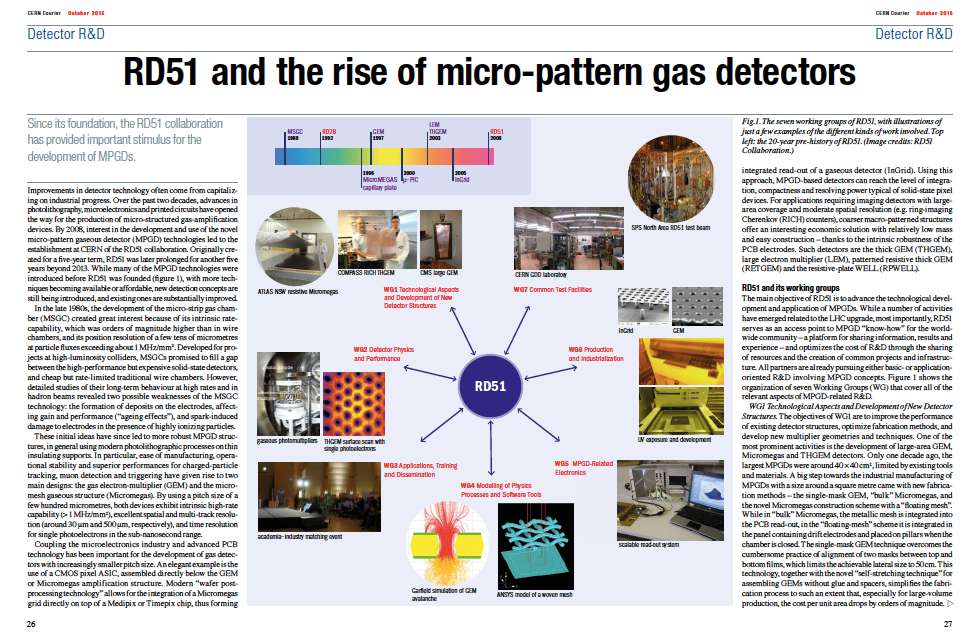 CERN Courier October 2015
CERN Courier October 2015
Detector R&D
Detector R&D
RD51 and the rise of micro-pattern gas detectors
Since its foundation, the RD51 collaboration
has provided important stimulus for the
development of MPGDs.
Improvements in detector technology often come from capitaliz-
ing on industrial progress. Over the past two decades, advances in
photolithography, microelectronics and printed circuits have opened
the way for the production of micro-structured gas-amplification
devices. By 2008, interest in the development and use of the novel
micro-pattern gaseous detector (MPGD) technologies led to the
establishment at CERN of the RD51 collaboration. Originally cre-
ated for a five-year term, RD51 was later prolonged for another five
years beyond 2013. While many of the MPGD technologies were
introduced before RD51 was founded (figure 1), with more tech-
niques becoming available or affordable, new detection concepts are
still being introduced, and existing ones are substantially improved.
In the late 1980s, the development of the micro-strip gas cham-
ber (MSGC) created great interest because of its intrinsic rate-
capability, which was orders of magnitude higher than in wire
chambers, and its position resolution of a few tens of micrometres
at particle fluxes exceeding about 1 MHz/mm². Developed for pro-
jects at high-luminosity colliders, MSGCs promised to fill a gap
between the high-performance but expensive solid-state detectors,
and cheap but rate-limited traditional wire chambers. However,
detailed studies of their long-term behaviour at high rates and in
hadron beams revealed two possible weaknesses of the MSGC
technology: the formation of deposits on the electrodes, affect-
ing gain and performance ("ageing effects"), and spark-induced
damage to electrodes in the presence of highly ionizing particles.
These initial ideas have since led to more robust MPGD struc-
tures, in general using modern photolithographic processes on thin
insulating supports. In particular, ease of manufacturing, opera-
tional stability and superior performances for charged-particle
tracking, muon detection and triggering have given rise to two
main designs: the gas electron-multiplier (GEM) and the micro-
mesh gaseous structure (Micromegas). By using a pitch size of a
few hundred micrometres, both devices exhibit intrinsic high-rate
capability (> 1 MHz/mm²), excellent spatial and multi-track resolu-
tion (around 30 µm and 500 µm, respectively), and time resolution
for single photoelectrons in the sub-nanosecond range.
Coupling the microelectronics industry and advanced PCB
technology has been important for the development of gas detec-
tors with increasingly smaller pitch size. An elegant example is the
use of a CMOS pixel ASIC, assembled directly below the GEM
or Micromegas amplification structure. Modern "wafer post-
processing technology" allows for the integration of a Micromegas
grid directly on top of a Medipix or Timepix chip, thus forming
MSGC
1988
RD28
1992
GEM
1997
LEM
THGEM
2003
RD51
2008
1996
MicroMEGAS
capillary plate
2000
µ-PIC
2005
InGrid
SPS North Area RD51 test beam
ATLAS NSW resistive Micromegas
COMPASS RICH THGEM
CMS large GEM
CERN GDD laboratoy
WG1 Technological Aspects
and Development of New
Detector Structures
WG7 Common Test Facilities
InGrid
GEM
WG2 Detector Physics
and Performance
WG6 Production
and Industrialization
RD51
gaseous photomultipliers
THGEM surface scan with
single photoelectrons
UV exposure and development
WG3 Applications, Training
and Dissemination
WG5 MPGD-Related
Electronics
WG4 Modelling of Physics
Processes and Software Tools
academia-industry matching event
scalable read-out system
Garfield simulation of GEM
avalanche
ANSYS model of a woven mesh
Fig. 1. The seven working groups of RD51, with illustrations of
just a few examples of the different kinds of work involved. Top
left: the 20-year pre-history of RD51. (Image credits: RD51
Collaboration.)
integrated read-out of a gaseous detector (InGrid). Using this
approach, MPGD-based detectors can reach the level of integra-
tion, compactness and resolving power typical of solid-state pixel
devices. For applications requiring imaging detectors with large-
area coverage and moderate spatial resolution (e.g. ring-imaging
Cherenkov (RICH) counters), coarser macro-patterned structures
offer an interesting economic solution with relatively low mass
and easy construction – thanks to the intrinsic robustness of the
PCB electrodes. Such detectors are the thick GEM (THGEM),
large electron multiplier (LEM), patterned resistive thick GEM
(RETGEM) and the resistive-plate WELL (RPWELL).
RD51 and its working groups
The main objective of RD51 is to advance the technological devel-
opment and application of MPGDs. While a number of activities
have emerged related to the LHC upgrade, most importantly, RD51
serves as an access point to MPGD "know-how" for the world-
wide community – a platform for sharing information, results and
experience – and optimizes the cost of R&D through the sharing
of resources and the creation of common projects and infrastruc-
ture. All partners are already pursuing either basic- or application-
oriented R&D involving MPGD concepts. Figure 1 shows the
organization of seven Working Groups (WG) that cover all of the
relevant aspects of MPGD-related R&D.
WG1 Technological Aspects and Development of New Detector
Structures. The objectives of WG1 are to improve the performance
of existing detector structures, optimize fabrication methods, and
develop new multiplier geometries and techniques. One of the
most prominent activities is the development of large-area GEM,
Micromegas and THGEM detectors. Only one decade ago, the
largest MPGDs were around 40 × 40 cm², limited by existing tools
and materials. A big step towards the industrial manufacturing of
MPGDs with a size around a square metre came with new fabrica-
tion methods – the single-mask GEM, "bulk" Micromegas, and
the novel Micromegas construction scheme with a "floating mesh".
While in "bulk" Micromegas, the metallic mesh is integrated into
the PCB read-out, in the "floating-mesh" scheme it is integrated in
the panel containing drift electrodes and placed on pillars when the
chamber is closed. The single-mask GEM technique overcomes the
cumbersome practice of alignment of two masks between top and
bottom films, which limits the achievable lateral size to 50 cm. This
technology, together with the novel "self-stretching technique" for
assembling GEMs without glue and spacers, simplifies the fabri-
cation process to such an extent that, especially for large-volume
production, the cost per unit area drops by orders of magnitude. ▷
26
27